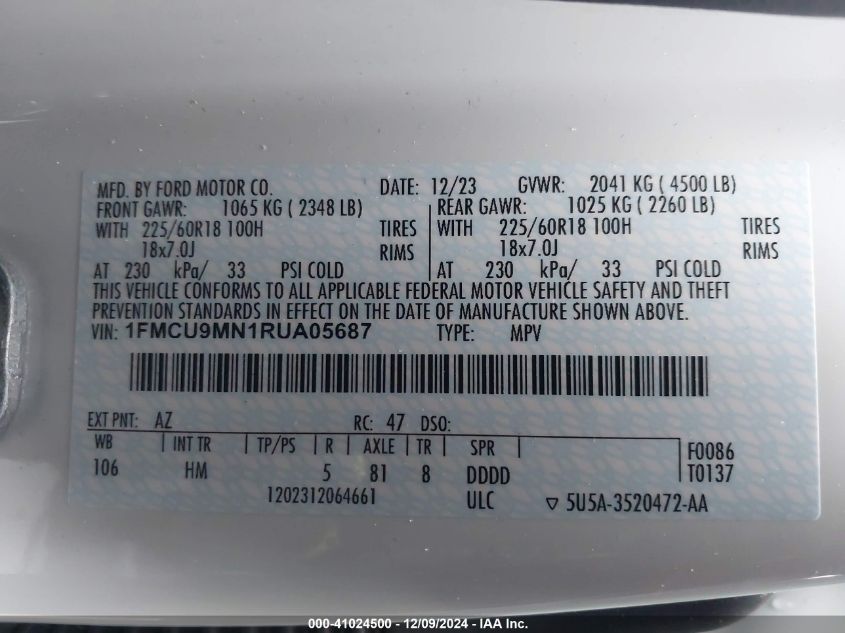 MFD. BY FORD MOTOR CO. DATE: 12/23 GVWR: 2041 KG ( 4500 LB)
FRONT GAWR: 1065 KG ( 2348 LB) REAR GAWR: 1025 KG ( 2260 LB)
WITH 225/60R18 100H TIRES WITH 225/60R18 100H TIRES
18x7.0J RIMS 18x7.0J RIMS
AT 230 kPa/ 33 PSI COLD AT 230 kPa/ 33 PSI COLD
THIS VEHICLE CONFORMS TO ALL APPLICABLE FEDERAL MOTOR VEHICLE SAFETY AND THEFT
PREVENTION STANDARDS IN EFFECT ON THE DATE OF MANUFACTURE SHOWN ABOVE.
VIN: 1FMCU9MN1RUA05687 TYPE: MPV
EXT PNT: AZ RC: 47 DSO:
WB INT TR TP/PS R AXLE TR SPR F0086
106 HM 5 81 8 DDDD T0137
1202312064661 ULC ▽ 5U5A-3520472-AA
000-41024500 - 12/09/2024 - IAA Inc.